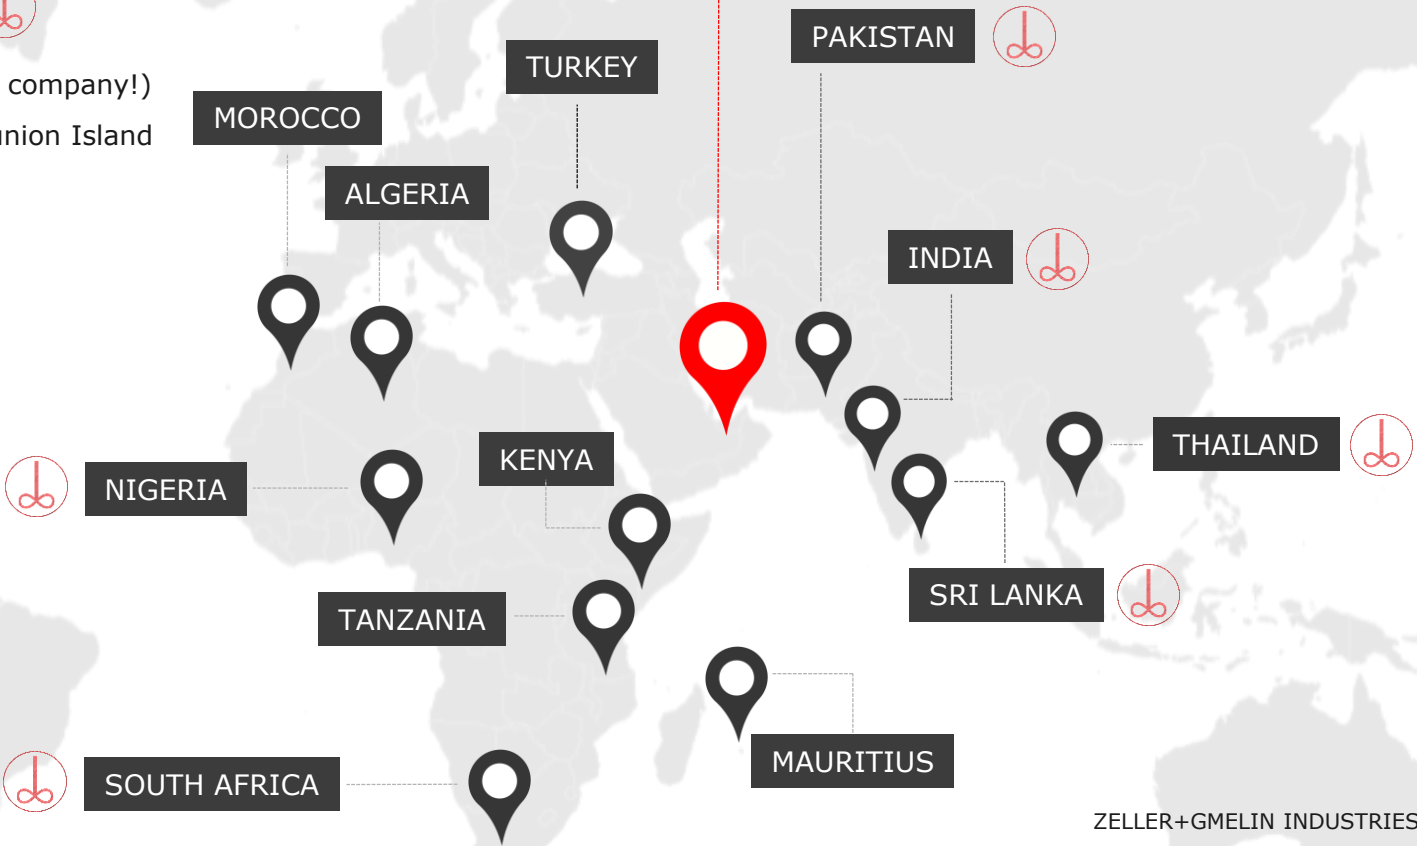 PAKISTAN
TURKEY
company!)
MOROCCO
Island
ALGERIA
INDIA
THAILAND
KENYA
NIGERIA
SRI LANKA
TANZANIA
MAURITIUS
SOUTH AFRICA
ZELLER+GMELIN INDUSTRIES